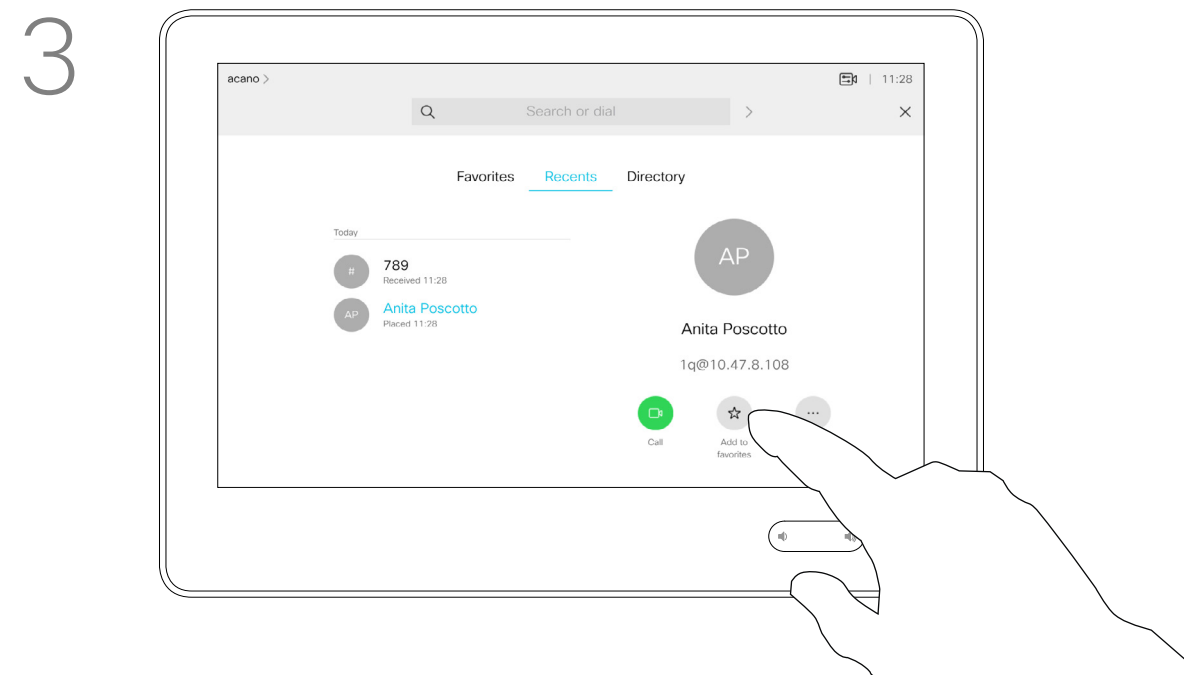 3
acano >
11:28
Search or dial
Favorites Recents Directory
Today
#
789
Received 11:28
AP
Anita Poscotto
Placed 11:28
AP
Anita Poscotto
1q@10.47.8.108
Call
Add to
favorites